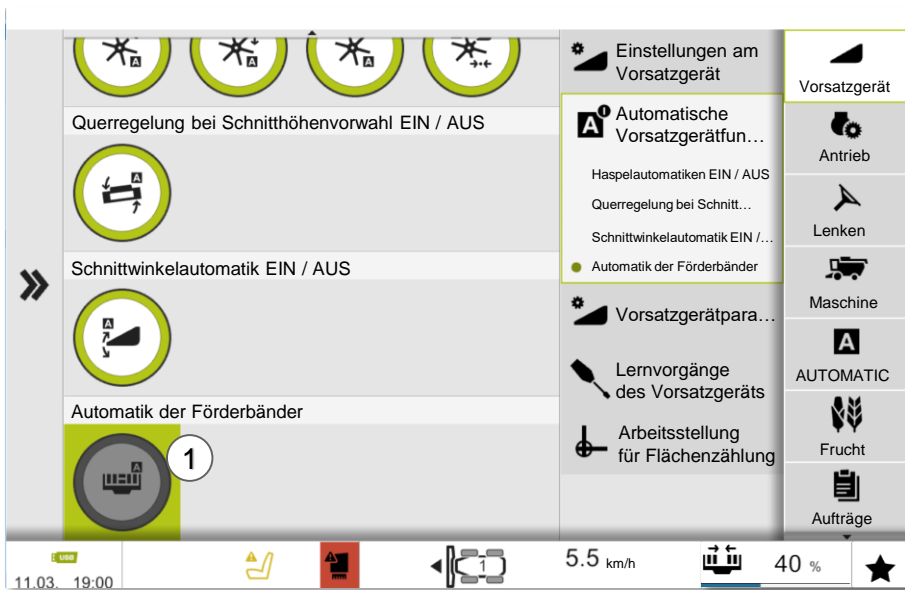 Querregelung bei Schnitthöhenvorwahl EIN / AUS
Schnittwinkelautomatik EIN / AUS
Automatik der Förderbänder
1
Einstellungen am
Vorsatzgerät
Automatische
Vorsatzgerätfun…
Haspelautomatiken EIN / AUS
Querregelung bei Schnitt…
Schnittwinkelautomatik EIN /…
Automatik der Förderbänder
Vorsatzgerätpara…
Lernvorgänge
des Vorsatzgeräts
Arbeitsstellung
für Flächenzählung
Vorsatzgerät
Antrieb
Lenken
Maschine
A
AUTOMATIC
Frucht
Aufträge
USB
11.03. 19:00
1
5.5 km/h
40 %